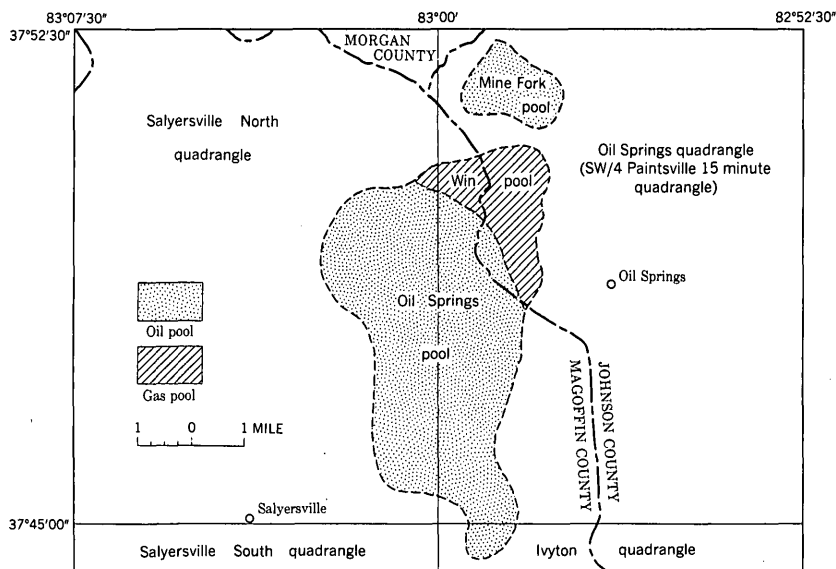 83°07'30"
83°00'
82°52'30"
37°52'30"
MORGAN
COUNTY
Mine Fork
pool
Salyersville North
quadrangle
Oil Springs quadrangle
(SW/4 Paintsville 15 minute
quadrangle)
Win pool
Oil Springs
Oil Springs
pool
Oil pool
Gas pool
1 0 1 MILE
JOHNSON COUNTY
MAGOFFIN COUNTY
Salyersville
37°45'00"
Salyersville South quadrangle
Ivyton quadrangle